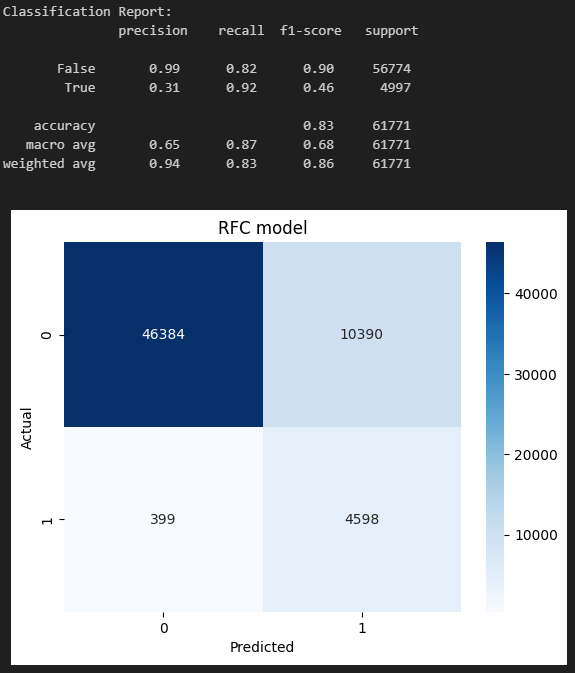 Classification Report:
precision recall f1-score support
False 0.99 0.82 0.90 56774
True 0.31 0.92 0.46 4997
accuracy 0.83 61771
macro avg 0.65 0.87 0.68 61771
weighted avg 0.94 0.83 0.86 61771
RFC model
46384 10390
399 4598
0
1
Actual
0 1
Predicted
40000
30000
20000
10000